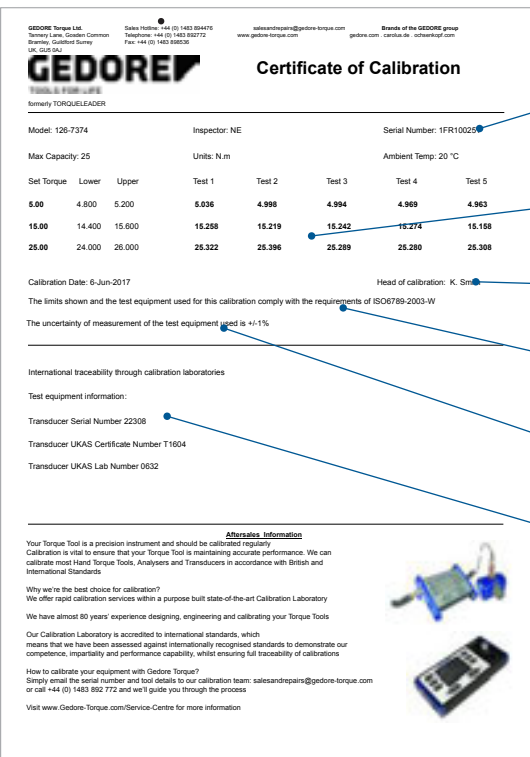 GEDORE Torque Ltd.
Tannery Lane, Gosden Common
Bramley, Guildford Surrey
UK, GU5 0AJ
Sales Hotline: +44 (0) 1483 894476
Telephone: +44 (0) 1483 892772
Fax: +44 (0) 1483 898536
salesandrepairs@gedore-torque.com
www.gedore-torque.com
Brands of the GEDORE group
gedore.com . carolus.de . ochsenkopf.com
GEDORE
TOOLS FOR LIFE
formerly TORQUELEADER
Certificate of Calibration
Model: 126-7374 Inspector: NE Serial Number: 1FR10025
Max Capacity: 25 Units: N.m Ambient Temp: 20 °C
Set Torque Lower Upper Test 1 Test 2 Test 3 Test 4 Test 5
5.00 4.800 5.200 5.036 4.998 4.994 4.969 4.963
15.00 14.400 15.600 15.258 15.219 15.242 15.274 15.158
25.00 24.000 26.000 25.322 25.396 25.289 25.280 25.308
Calibration Date: 6-Jun-2017 Head of calibration: K.
The limits shown and the test equipment used for this calibration comply with the requirements of ISO6789-2003-W
The uncertainty of measurement of the test equipment used is +/-1%
International traceability through calibration laboratories
Test equipment information:
Transducer Serial Number 22308
Transducer UKAS Certificate Number T1604
Transducer UKAS Lab Number 0632
Aftersales Information
Your Torque Tool is a precision instrument and should be calibrated regularly
Calibration is vital to ensure that your Torque Tool is maintaining accurate performance. We can
calibrate most Hand Torque Tools, Analysers and Transducers in accordance with British and
International Standards
Why we're the best choice for calibration?
We offer rapid calibration services within a purpose built state-of-the-art Calibration Laboratory
We have almost 80 years' experience designing, engineering and calibrating your Torque Tools
Our Calibration Laboratory is accredited to international standards, which
means that we have been assessed against internationally recognised standards to demonstrate our
competence, impartiality and performance capability, whilst ensuring full traceability of calibrations
How to calibrate your equipment with Gedore Torque?
Simply email the serial number and tool details to our calibration team: salesandrepairs@gedore-torque.com
or call +44 (0) 1483 892 772 and we'll guide you through the process
Visit www.Gedore-Torque.com/Service-Centre for more information